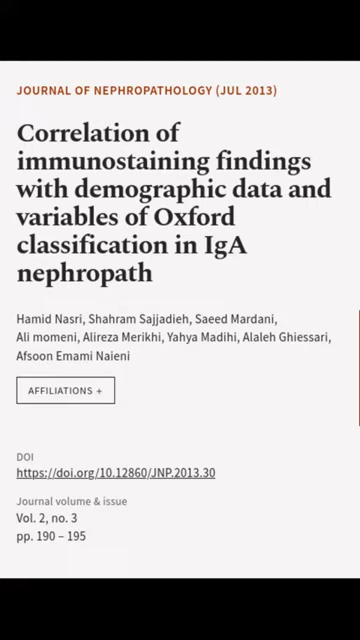 JOURNAL OF NEPHROPATHOLOGY (JUL 2013)
Correlation of
immunostaining findings
with demographic data and
variables of Oxford
classification in IgA
nephropath
Hamid Nasri, Shahram Sajjadieh, Saeed Mardani,
Ali momeni, Alireza Merikhi, Yahya Madihi, Alaleh Ghiessari,
Afsoon Emami Naieni
AFFILIATIONS +
DOI
https://doi.org/10.12860/JNP.2013.30
Journal volume & issue
Vol. 2, no. 3
pp. 190 – 195